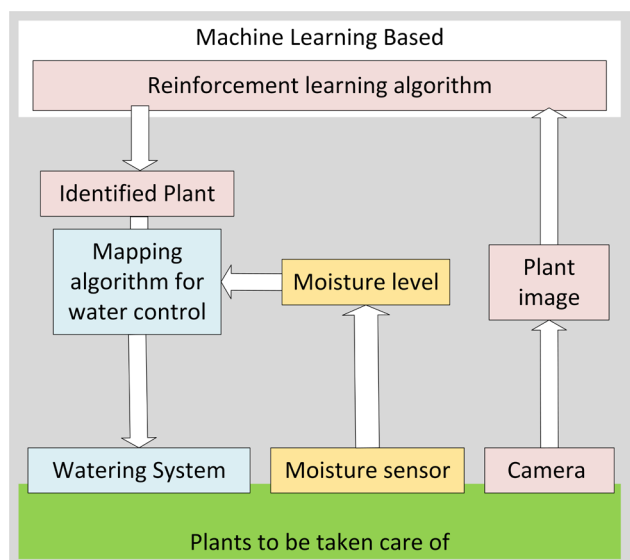 Machine Learning Based
Reinforcement learning algorithm
Identified Plant
Mapping
algorithm for
water control
Moisture level
Plant
image
Watering System
Moisture sensor
Camera
Plants to be taken care of